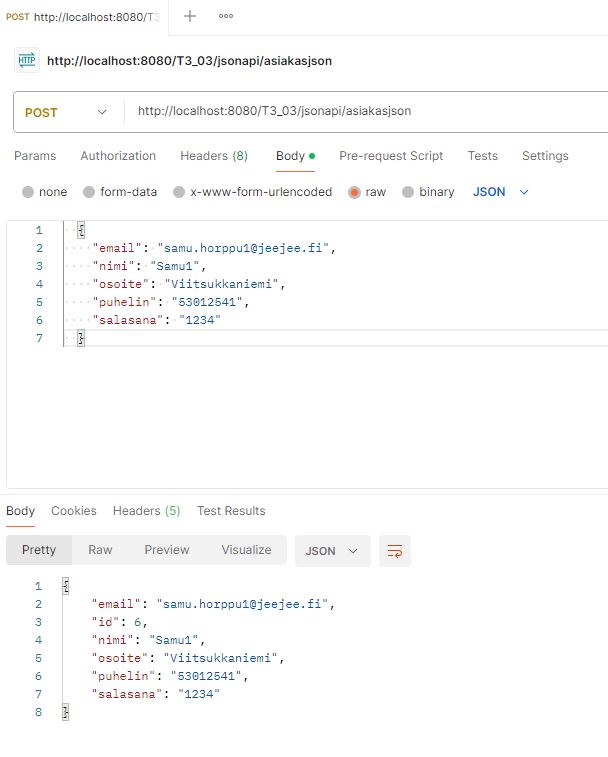 POST http://localhost:8080/T3
HTTP http://localhost:8080/T3_03/jsonapi/asiakasjson
POST http://localhost:8080/T3_03/jsonapi/asiakasjson
Params Authorization Headers (8) Body Pre-request Script Tests Settings
none form-data x-www-form-urlencoded raw binary JSON
1 {
2 "email": "samu.horppu1@jeejee.fi",
3 "nimi": "Samu1",
4 "osoite": "Viitsukkaniemi",
5 "puhelin": "53012541",
6 "salasana": "1234"
7 }
Body Cookies Headers (5) Test Results
Pretty Raw Preview Visualize JSON
1 {
2 "email": "samu.horppu1@jeejee.fi",
3 "id": 6,
4 "nimi": "Samu1",
5 "osoite": "Viitsukkaniemi",
6 "puhelin": "53012541",
7 "salasana": "1234"
8 }